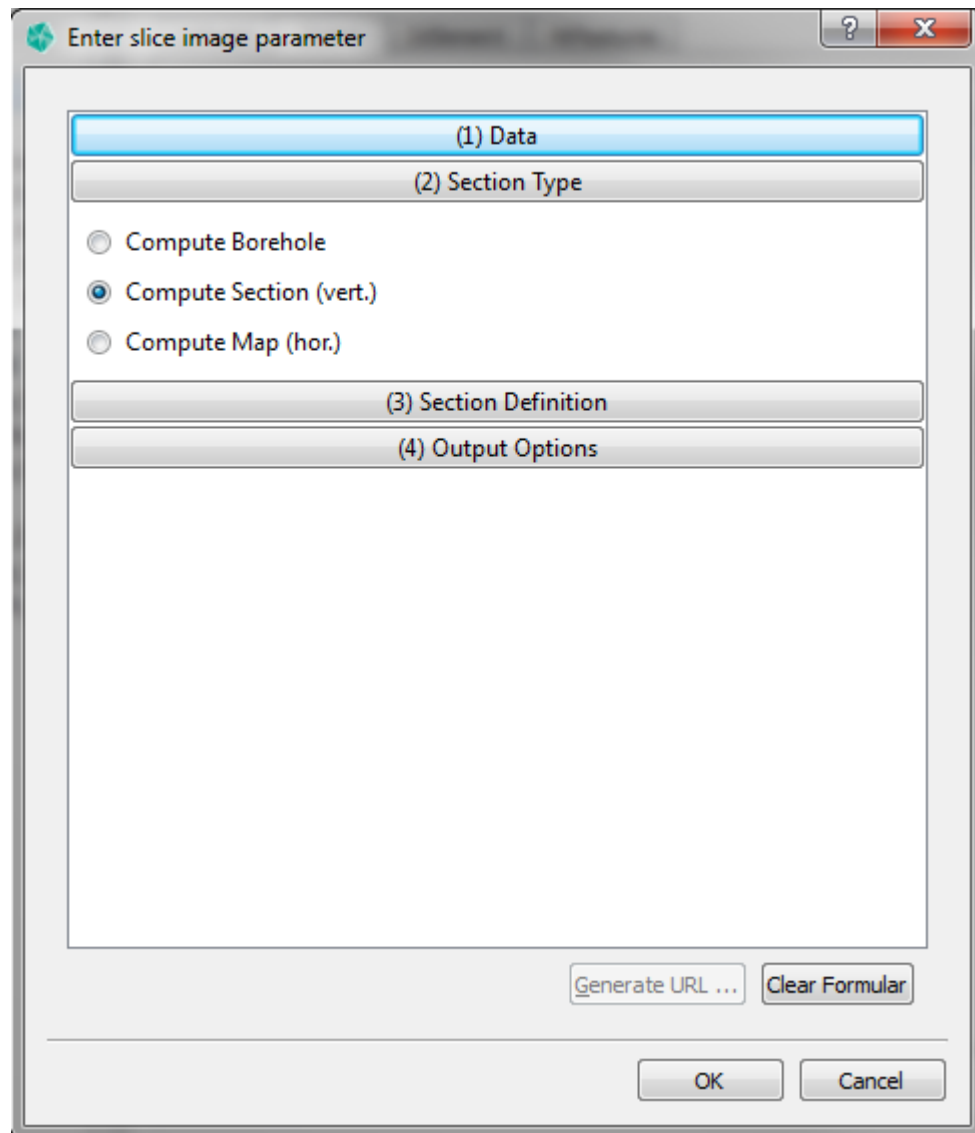 Enter slice image parameter
?
(1) Data
(2) Section Type
Compute Borehole
Compute Section (vert.)
Compute Map (hor.)
(3) Section Definition
(4) Output Options
Generate URL ... Clear Formular
OK Cancel